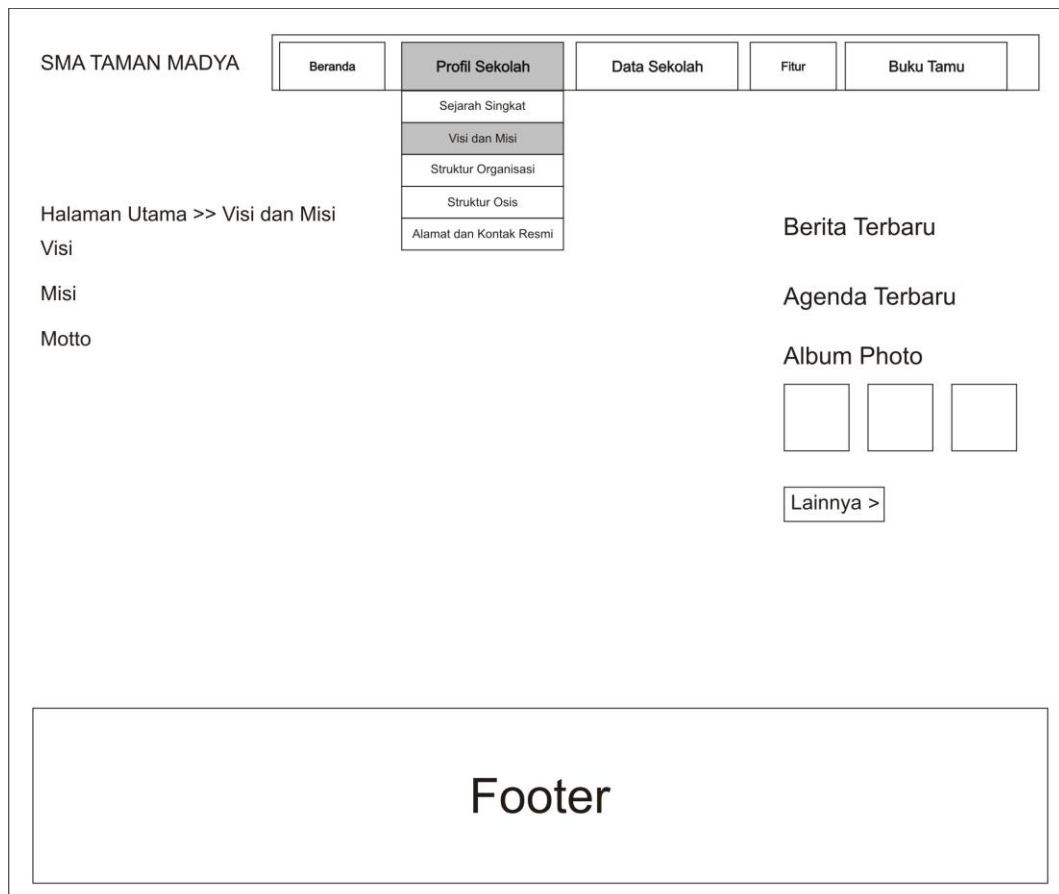 SMA TAMAN MADYA
Beranda
Profil Sekolah
Data Sekolah
Fitur
Buku Tamu
Sejarah Singkat
Visi dan Misi
Struktur Organisasi
Struktur Osis
Alamat dan Kontak Resmi
Halaman Utama >> Visi dan Misi
Visi
Misi
Motto
Berita Terbaru
Agenda Terbaru
Album Photo
Lainnya >
Footer